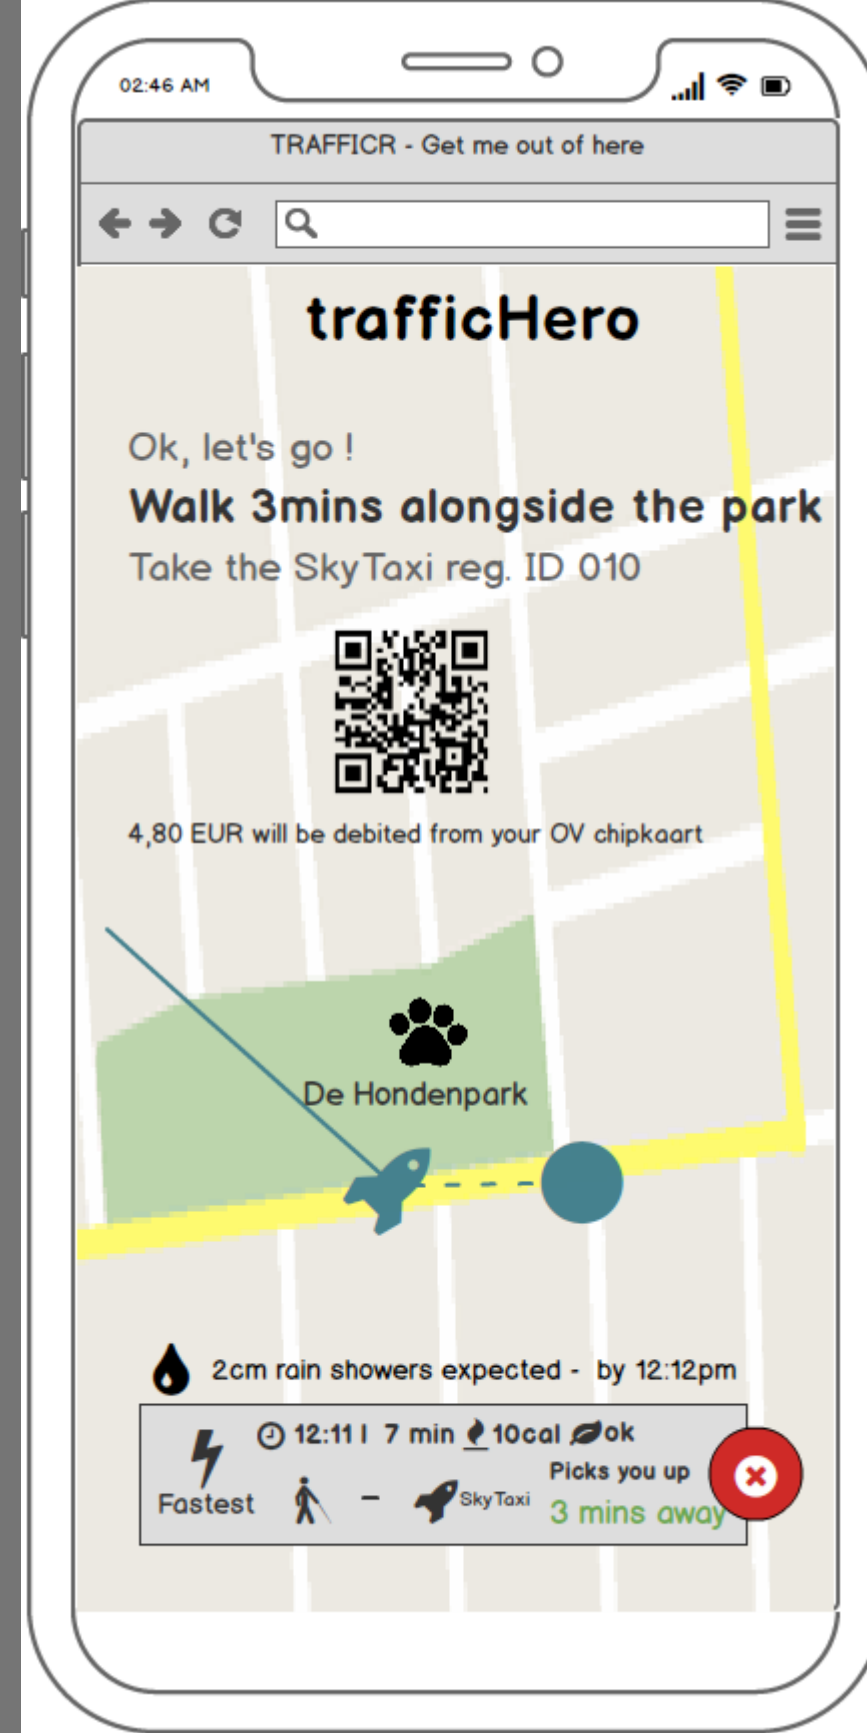 02:46 AM
TRAFFICR - Get me out of here
trafficHero
Ok, let's go !
Walk 3mins alongside the park
Take the SkyTaxi reg. ID 010
4,80 EUR will be debited from your OV chipkaart
De Hondenpark
2cm rain showers expected - by 12:12pm
12:11 | 7 min 10cal ok
Picks you up
Fastest - SkyTaxi 3 mins away